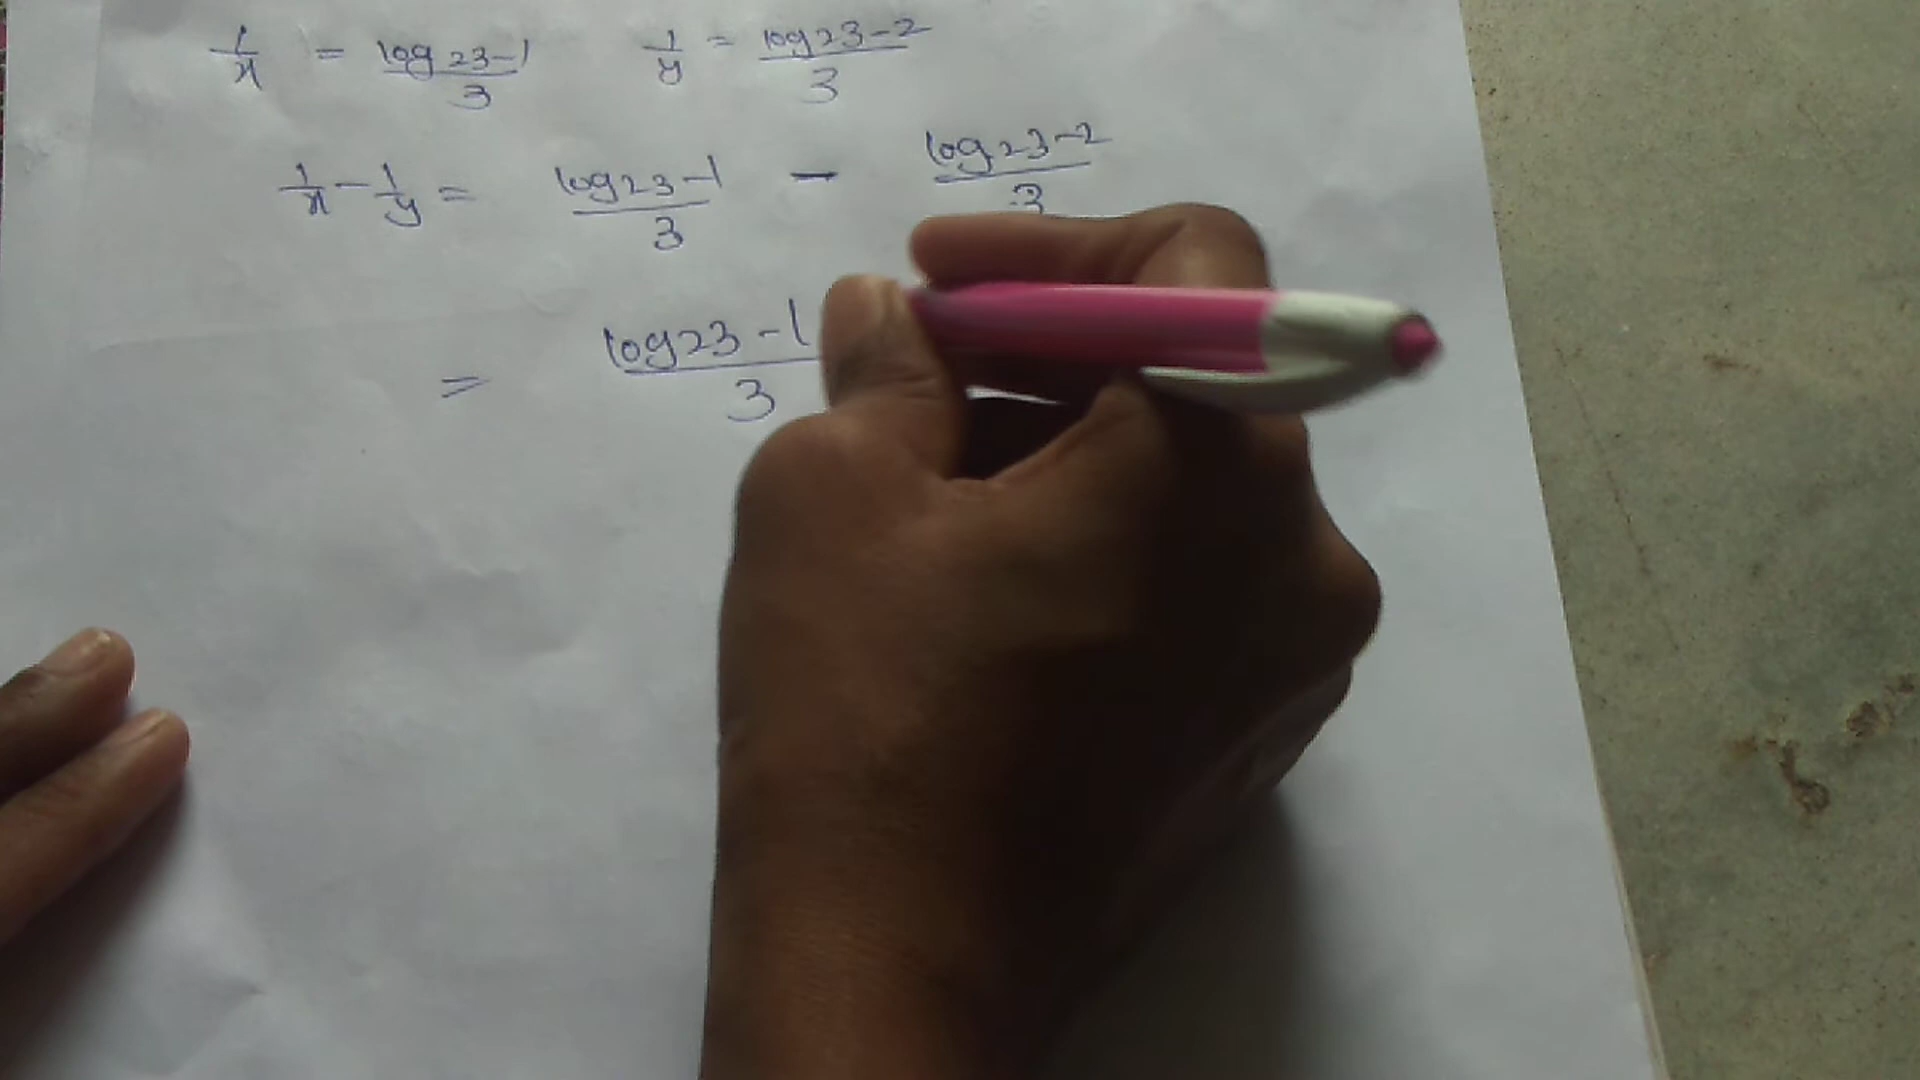 1/x = log 23-1/3 1/y = log 23-2/3
1/x - 1/y = log 23-1/3 - log 23-2/3
= log 23-1/3